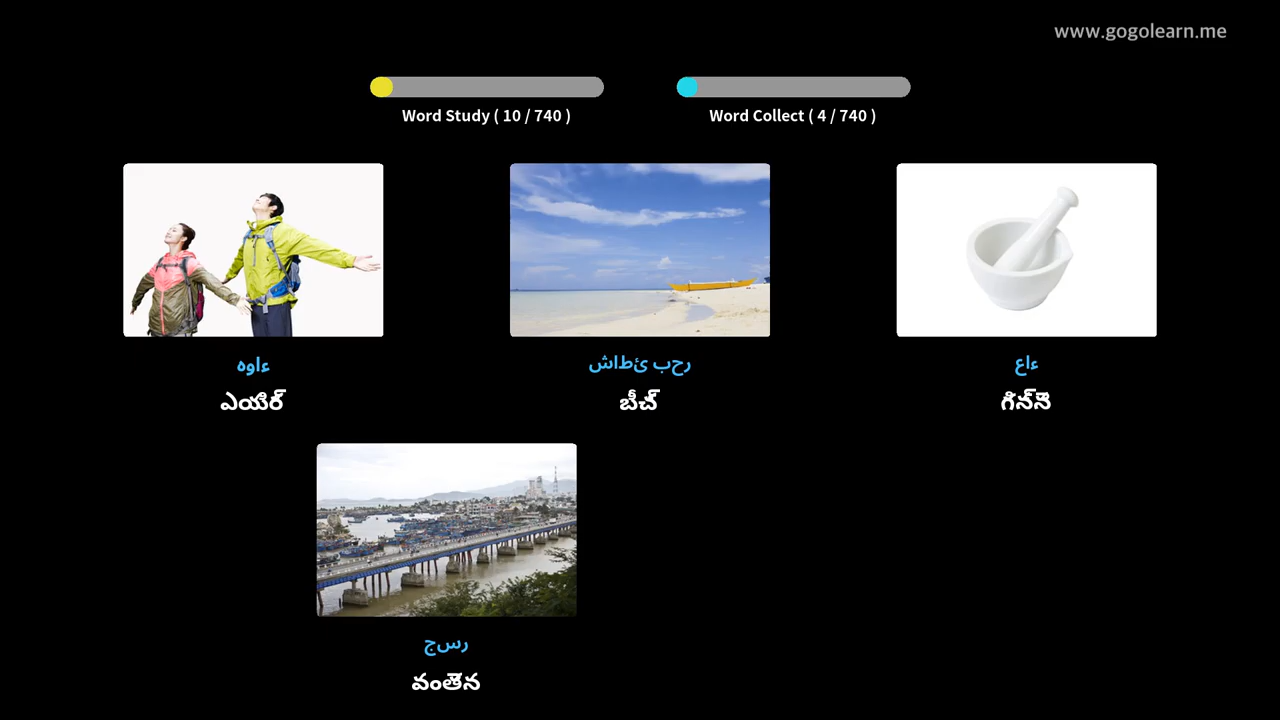 www.gogolearn.me
Word Study ( 10 / 740 )
Word Collect ( 4 / 740 )
ءاوه
ఎయిర్
رحب ئطاش
బీచ్
ءاع
గిన్నె
رسج
వంతెన